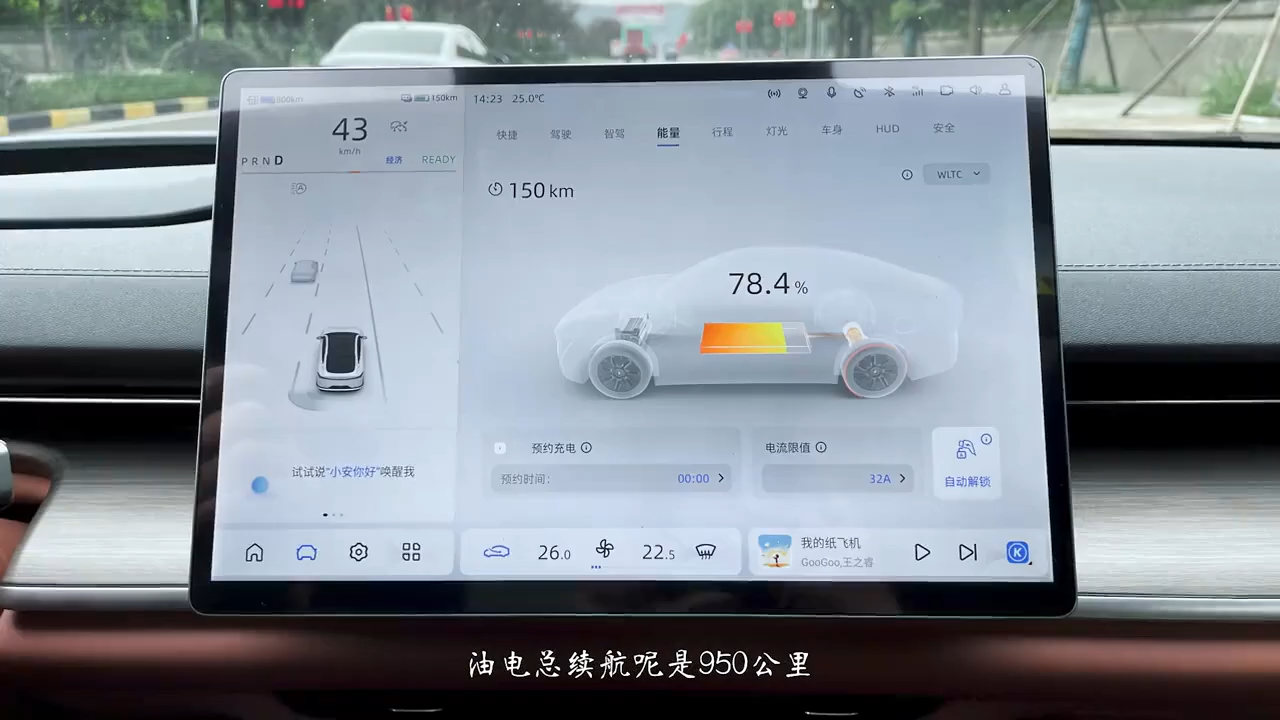 800km
150km
14:23 25.0℃
43
km/h
P R N D
经济
READY
快捷 驾驶 智驾 能量 行程 灯光 车身 HUD 安全
150 km
WLTC
78.4 %
预约充电
预约时间: 00:00
电流限值
32A
自动解锁
试试说“小安你好”唤醒我
26.0
22.5
我的纸飞机
GooGoo,王之睿
K
油电总续航呢是950公里